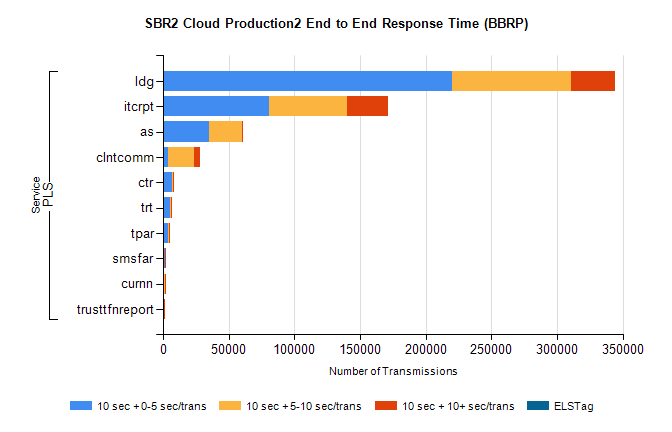 SBR2 Cloud Production2 End to End Response Time (BBRP)
Service
PLS
ldg
itcrpt
as
clntcomm
ctr
trt
tpar
smsfar
curnn
trusttfnreport
0 50000 100000 150000 200000 250000 300000 350000
Number of Transmissions
10 sec +0-5 sec/trans 10 sec +5-10 sec/trans 10 sec + 10+ sec/trans ELSTag